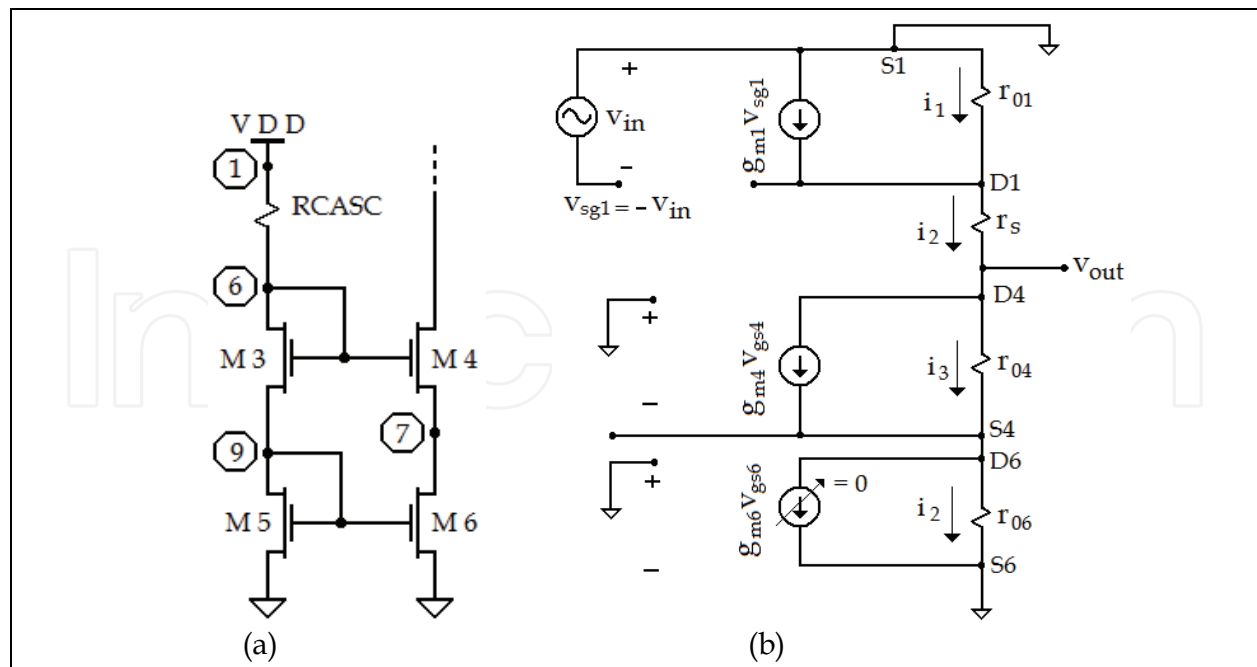 VDD
1
RCASC
6
M3
M4
9
7
M5
M6
(a)
+
vin
−
vsg1 = − vin
gm1vsg1
S1
i1
r01
D1
i2
rs
vout
D4
+
−
gm4vgs4
i3
r04
S4
D6
+
−
gm6vgs6
= 0
i2
r06
S6
(b)